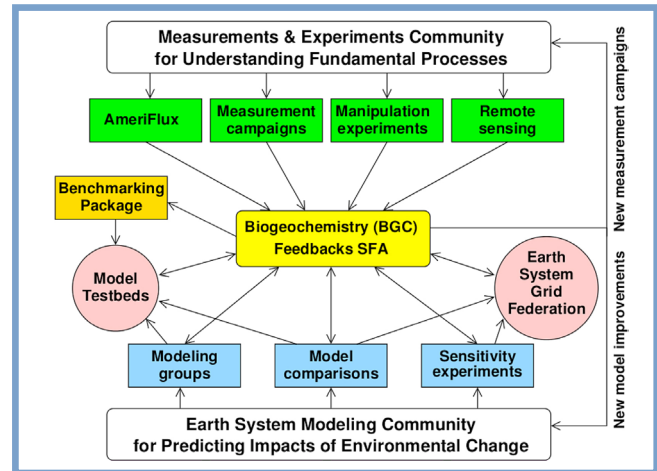 Measurements & Experiments Community
for Understanding Fundamental Processes
AmeriFlux
Measurement
campaigns
Manipulation
experiments
Remote
sensing
New measurement campaigns
Benchmarking
Package
Biogeochemistry (BGC)
Feedbacks SFA
Model
Testbeds
Earth
System
Grid
Federation
New model improvements
Modeling
groups
Model
comparisons
Sensitivity
experiments
Earth System Modeling Community
for Predicting Impacts of Environmental Change